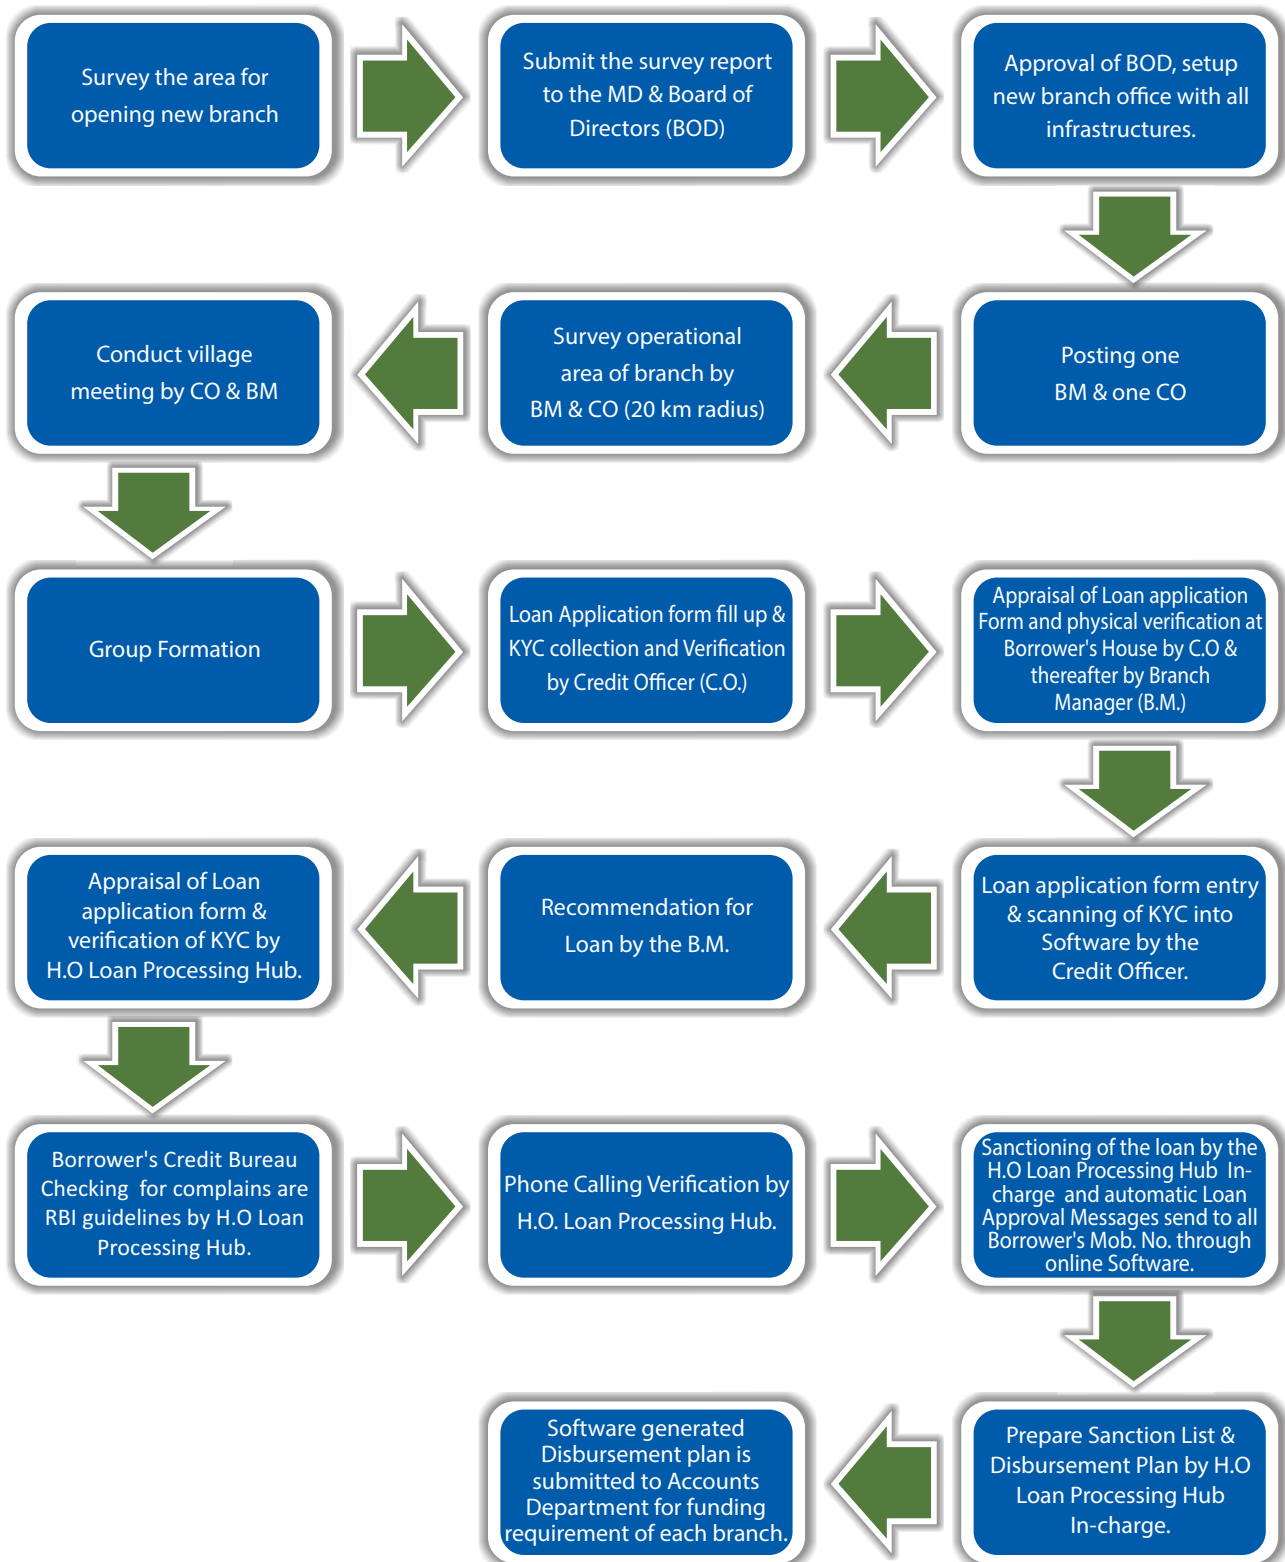 Survey the area for
opening new branch
Submit the survey report
to the MD & Board of
Directors (BOD)
Approval of BOD, setup
new branch office with all
infrastructures.
Posting one
BM & one CO
Survey operational
area of branch by
BM & CO (20 km radius)
Conduct village
meeting by CO & BM
Group Formation
Loan Application form fill up &
KYC collection and Verification
by Credit Officer (C.O.)
Appraisal of Loan application
Form and physical verification at
Borrower's House by C.O &
thereafter by Branch
Manager (B.M.)
Loan application form entry
& scanning of KYC into
Software by the
Credit Officer.
Recommendation for
Loan by the B.M.
Appraisal of Loan
application form &
verification of KYC by
H.O Loan Processing Hub.
Borrower's Credit Bureau
Checking for complains are
RBI guidelines by H.O Loan
Processing Hub.
Phone Calling Verification by
H.O. Loan Processing Hub.
Sanctioning of the loan by the
H.O Loan Processing Hub In-
charge and automatic Loan
Approval Messages send to all
Borrower's Mob. No. through
online Software.
Prepare Sanction List &
Disbursement Plan by H.O
Loan Processing Hub
In-charge.
Software generated
Disbursement plan is
submitted to Accounts
Department for funding
requirement of each branch.